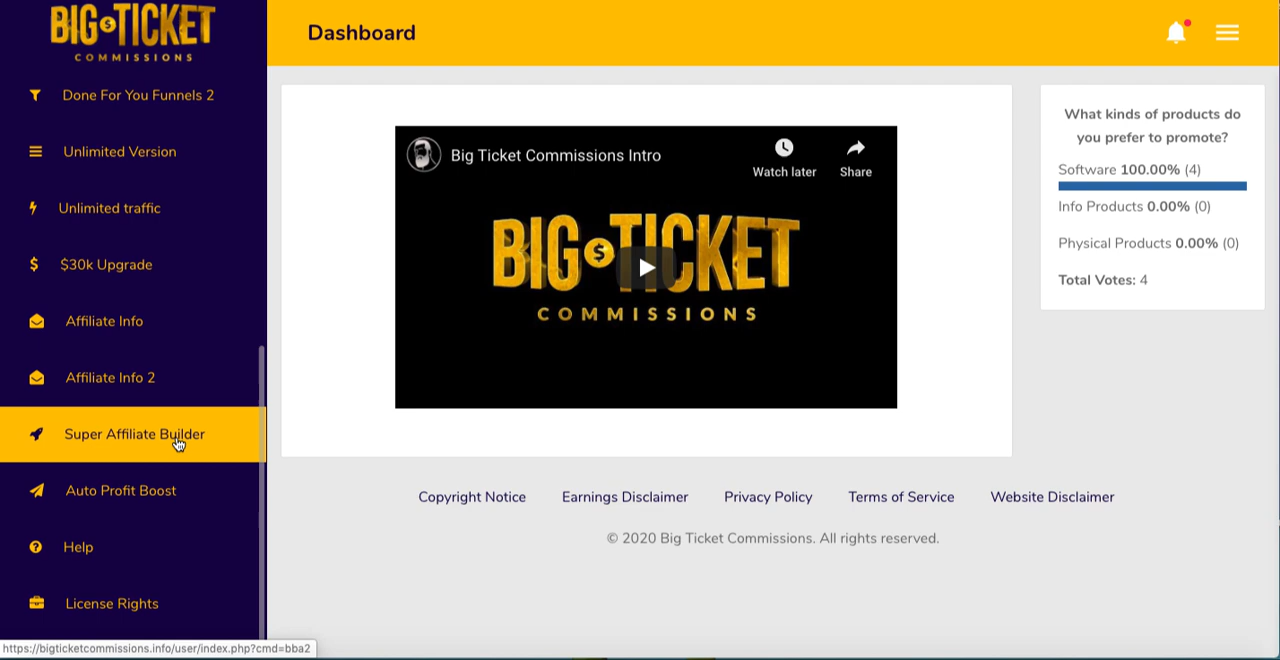 BIG $ TICKET
COMMISSIONS
Done For You Funnels 2
Unlimited Version
Unlimited traffic
$30k Upgrade
Affiliate Info
Affiliate Info 2
Super Affiliate Builder
Auto Profit Boost
Help
License Rights
https://bigticketcommissions.info/user/index.php?cmd=bba2
Dashboard
Big Ticket Commissions Intro
Watch later
Share
BIG $ TICKET
COMMISSIONS
What kinds of products do
you prefer to promote?
Software 100.00% (4)
Info Products 0.00% (0)
Physical Products 0.00% (0)
Total Votes: 4
Copyright Notice Earnings Disclaimer Privacy Policy Terms of Service Website Disclaimer
© 2020 Big Ticket Commissions. All rights reserved.